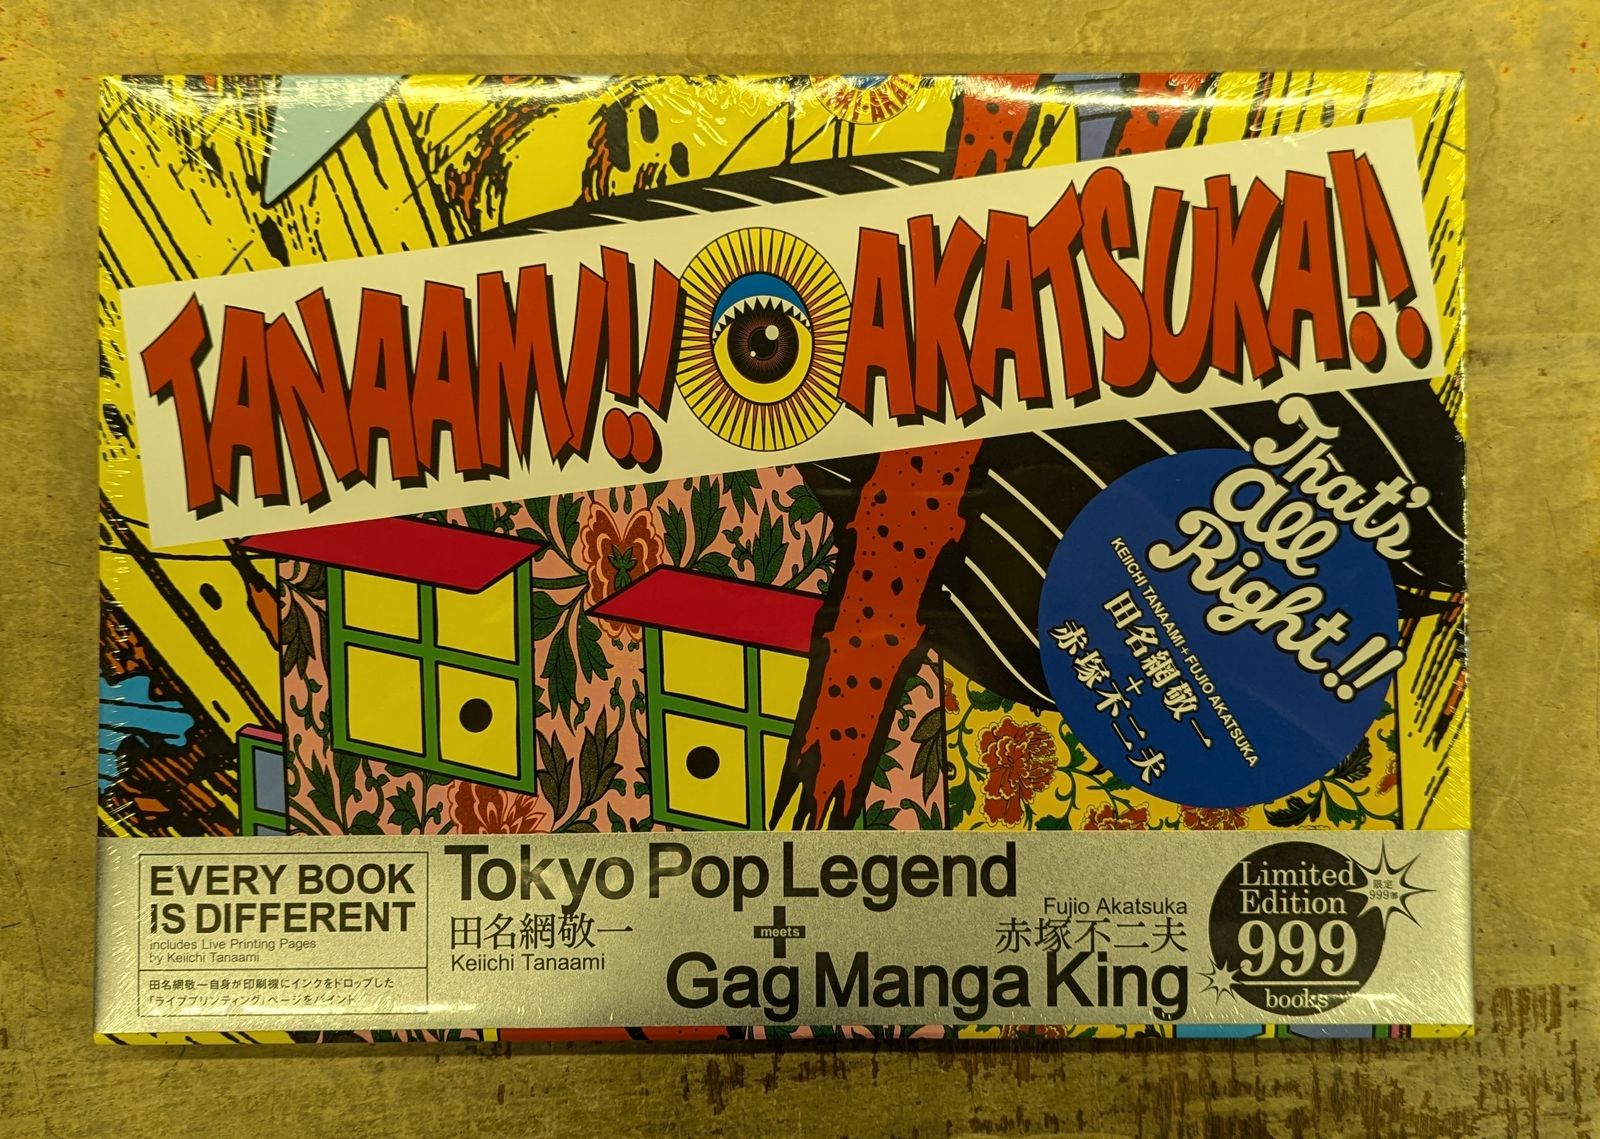 TANAAMI!! AKATSUKA!!
That's
all
Right!!
KEIICHI TANAAMI+FUJIO AKATSUKA
田名網敬一
+
赤塚不二夫
EVERY BOOK
IS DIFFERENT
includes Live Printing Pages
by Keiichi Tanaami
田名網敬一自身が印刷機にインクをドロップした
「ライブプリンティング」ページをバインド
Tokyo Pop Legend
田名網敬一
Keiichi Tanaami
meets
Fujio Akatsuka
赤塚不二夫
Gag Manga King
Limited
Edition
999
books
限定
999部